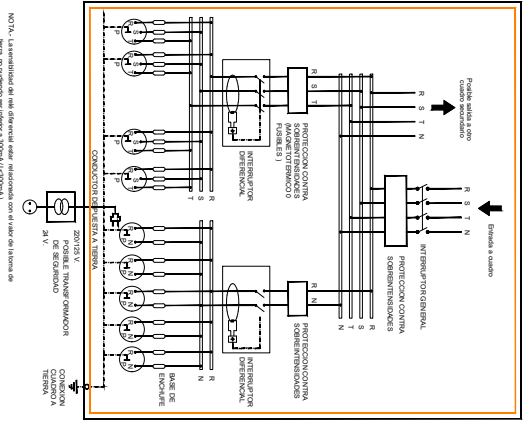 Entrada a cuadro
R
S
T
N
INTERRUPTOR GENERAL
PROTECCION CONTRA
SOBREINTENSIDADES
Posible salida a otro
cuadro secundario
R
S
T
N
R
S
T
N
PROTECCION CONTRA
SOBREINTENSIDADES
(MAGNETOTERMICO O
FUSIBLES )
R
S
T
INTERRUPTOR
DIFERENCIAL
PROTECCION CONTRA
SOBREINTENSIDADES
R
N
INTERRUPTOR
DIFERENCIAL
R
S
T
R
N
BASE DE
ENCHUFE
R
S
T
P
R
S
T
R
S
T
R
S
T
P
R
N
P
R
N
P
R
N
P
R
N
P
R
N
P
CONDUCTOR DE PUESTA A TIERRA
220/125 V.
24 V.
POSIBLE TRANSFORMADOR
DE SEGURIDAD
CONEXION
CUADRO A
TIERRA
NOTA.- La sensibilidad del relé diferencial estar relacionada con el valor de la toma de